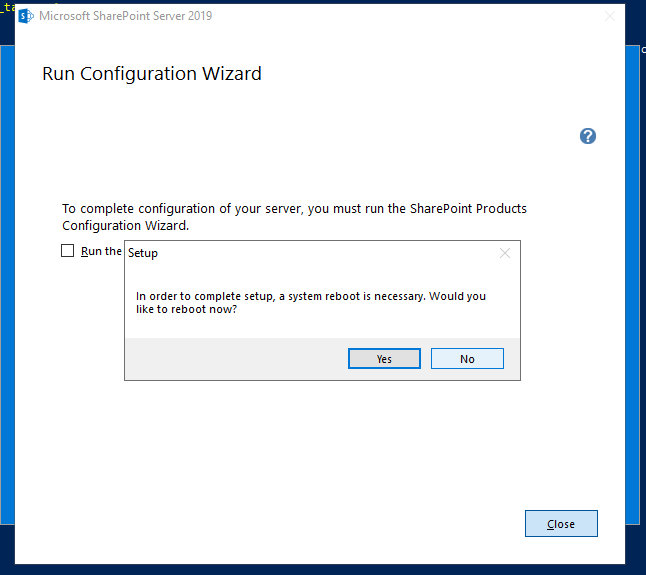 Microsoft SharePoint Server 2019
Run Configuration Wizard
To complete configuration of your server, you must run the SharePoint Products
Configuration Wizard.
Run the
Setup
In order to complete setup, a system reboot is necessary. Would you
like to reboot now?
Yes No
Close